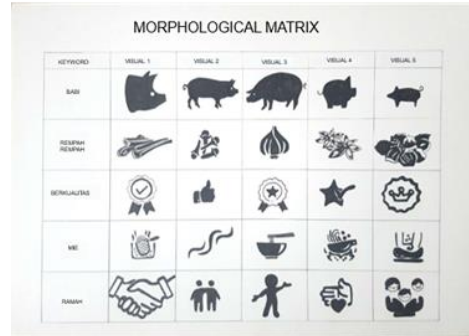 MORPHOLOGICAL MATRIX
KEYWORD VISUAL 1 VISUAL 2 VISUAL 3 VISUAL 4 VISUAL 5
BABI
REMPAH
REMPAH
BERKUALITAS
MIE
RAMAH